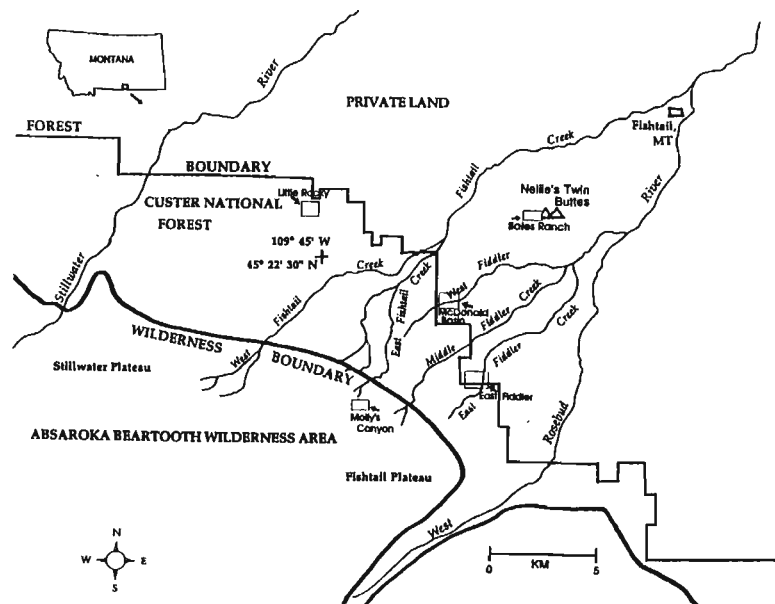 MONTANA
River
PRIVATE LAND
FOREST
Fishtail,
MT
Creek
BOUNDARY
Fishtail
River
Little Rocky
Nellie's Twin
Buttes
CUSTER NATIONAL
FOREST
Bates Ranch
109° 45' W
45° 22' 30" N
Creek
Creek
Fiddler
Stillwater
Fishtail
Fishtail
West
McDonald
Basin
Fiddler
Creek
Creek
WILDERNESS
West
East
Middle
Fiddler
BOUNDARY
Stillwater Plateau
East Fiddler
East
Molly's
Canyon
Rosebud
ABSAROKA BEARTOOTH WILDERNESS AREA
Fishtail Plateau
West
N
W
E
S
0
5
KM